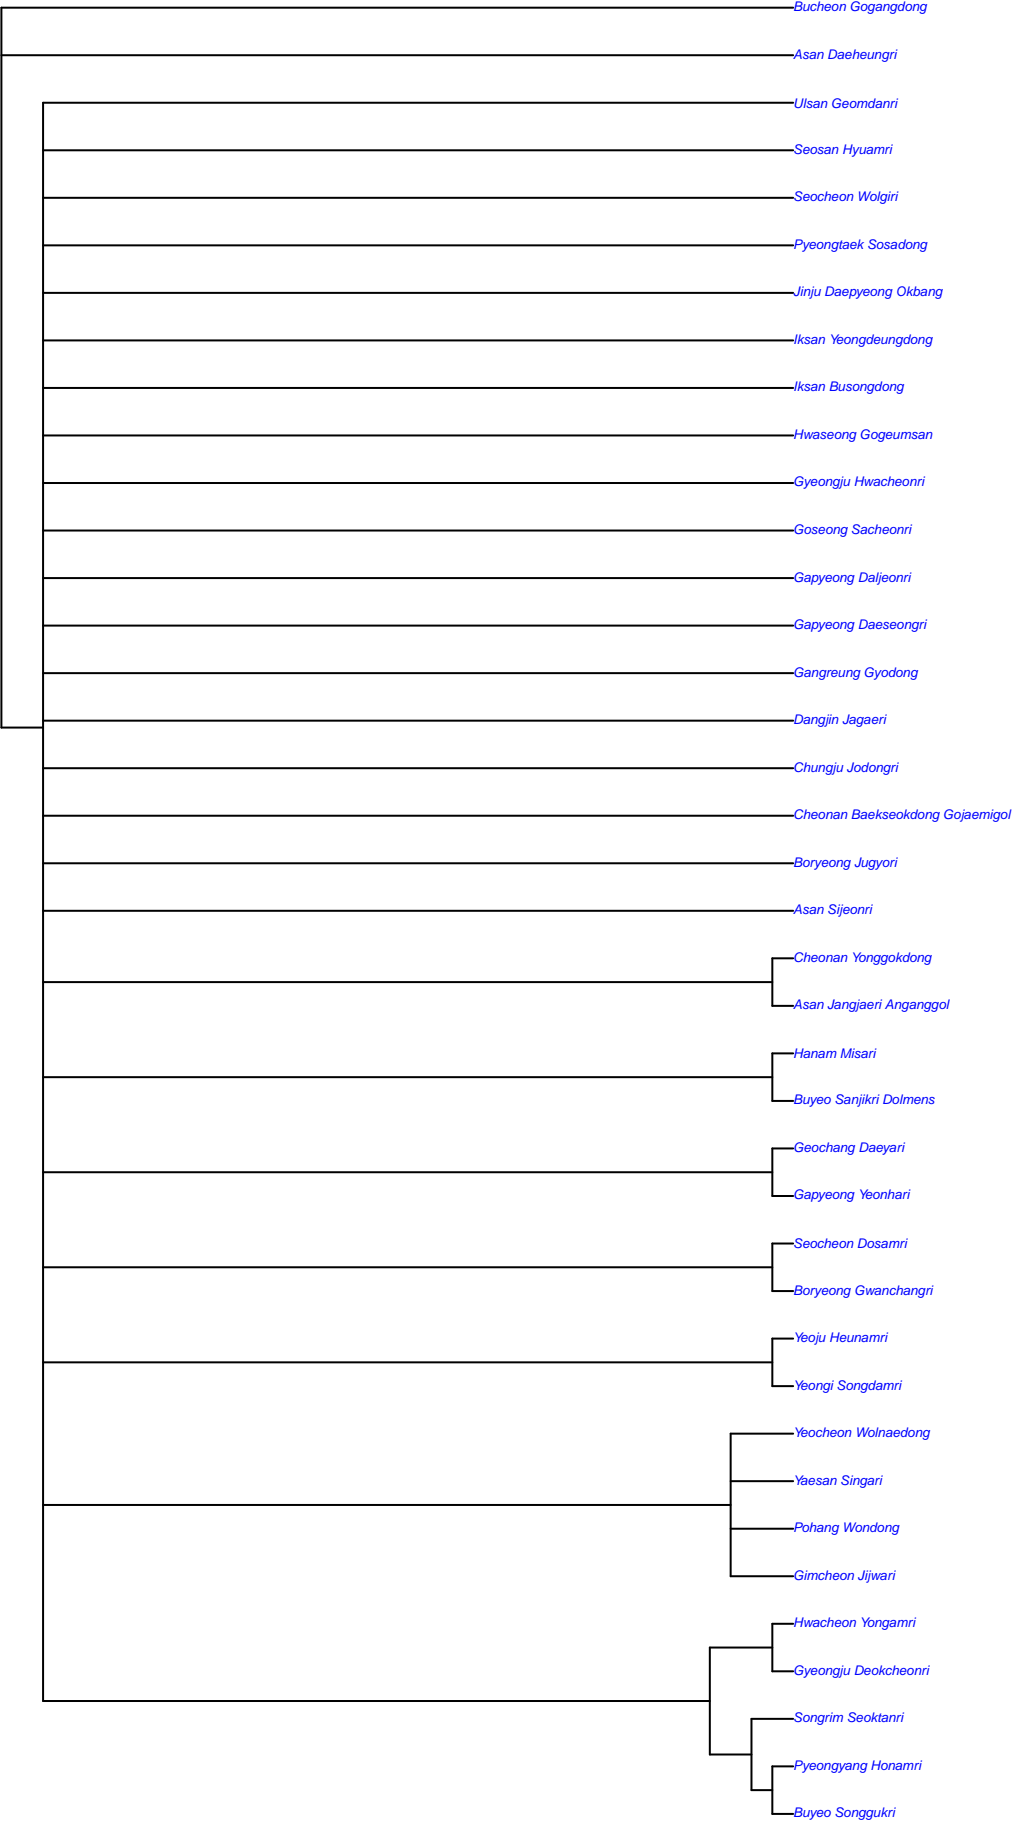 Bucheon Gogangdong
Asan Daeheungri
Ulsan Geomdanri
Seosan Hyuamri
Seocheon Wolgiri
Pyeongtaek Sosadong
Jinju Daepyeong Okbang
Iksan Yeongdeungdong
Iksan Busongdong
Hwaseong Gogeumsan
Gyeongju Hwacheonri
Goseong Sacheonri
Gapyeong Daljeonri
Gapyeong Daeseongri
Gangreung Gyodong
Dangjin Jagaeri
Chungju Jodongri
Cheonan Baekseokdong Gojaemigol
Boryeong Jugyori
Asan Sijeonri
Cheonan Yonggokdong
Asan Jangjaeri Anganggol
Hanam Misari
Buyeo Sanjikri Dolmens
Geochang Daeyari
Gapyeong Yeonhari
Seocheon Dosamri
Boryeong Gwanchangri
Yeoju Heunamri
Yeongi Songdamri
Yeocheon Wolnaedong
Yaesan Singari
Pohang Wondong
Gimcheon Jijwari
Hwacheon Yongamri
Gyeongju Deokcheonri
Songrim Seoktanri
Pyeongyang Honamri
Buyeo Songgukri